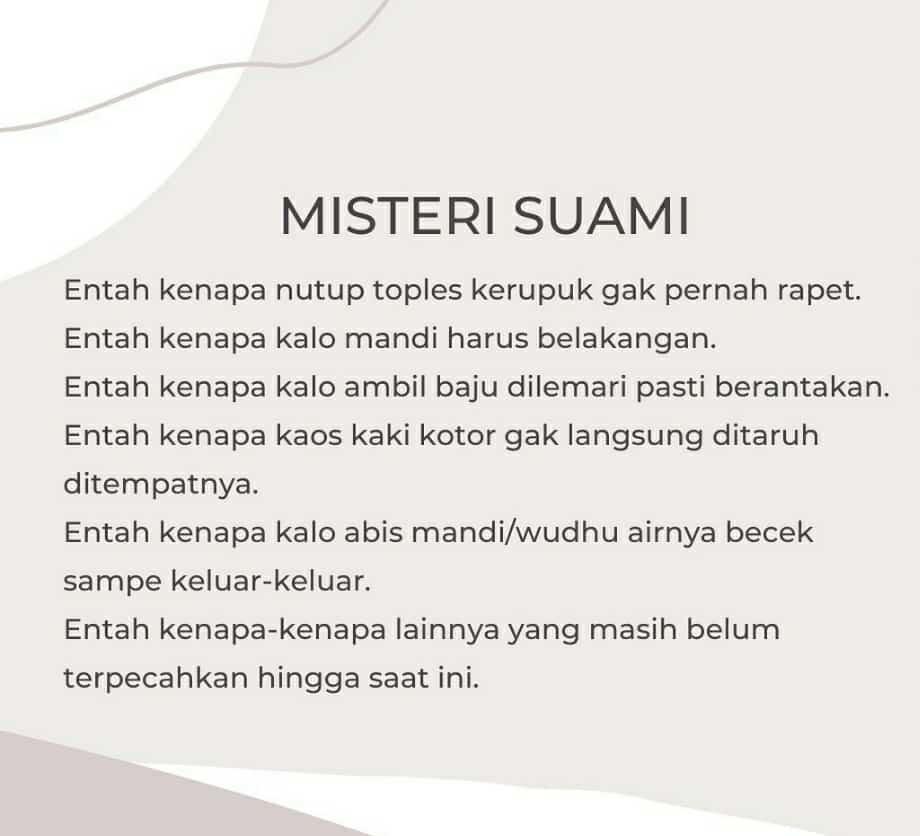 MISTERI SUAMI
Entah kenapa nutup toples kerupuk gak pernah rapet.
Entah kenapa kalo mandi harus belakangan.
Entah kenapa kalo ambil baju dilemari pasti berantakan.
Entah kenapa kaos kaki kotor gak langsung ditaruh
ditempatnya.
Entah kenapa kalo abis mandi/wudhu airnya becek
sampe keluar-keluar.
Entah kenapa-kenapa lainnya yang masih belum
terpecahkan hingga saat ini.